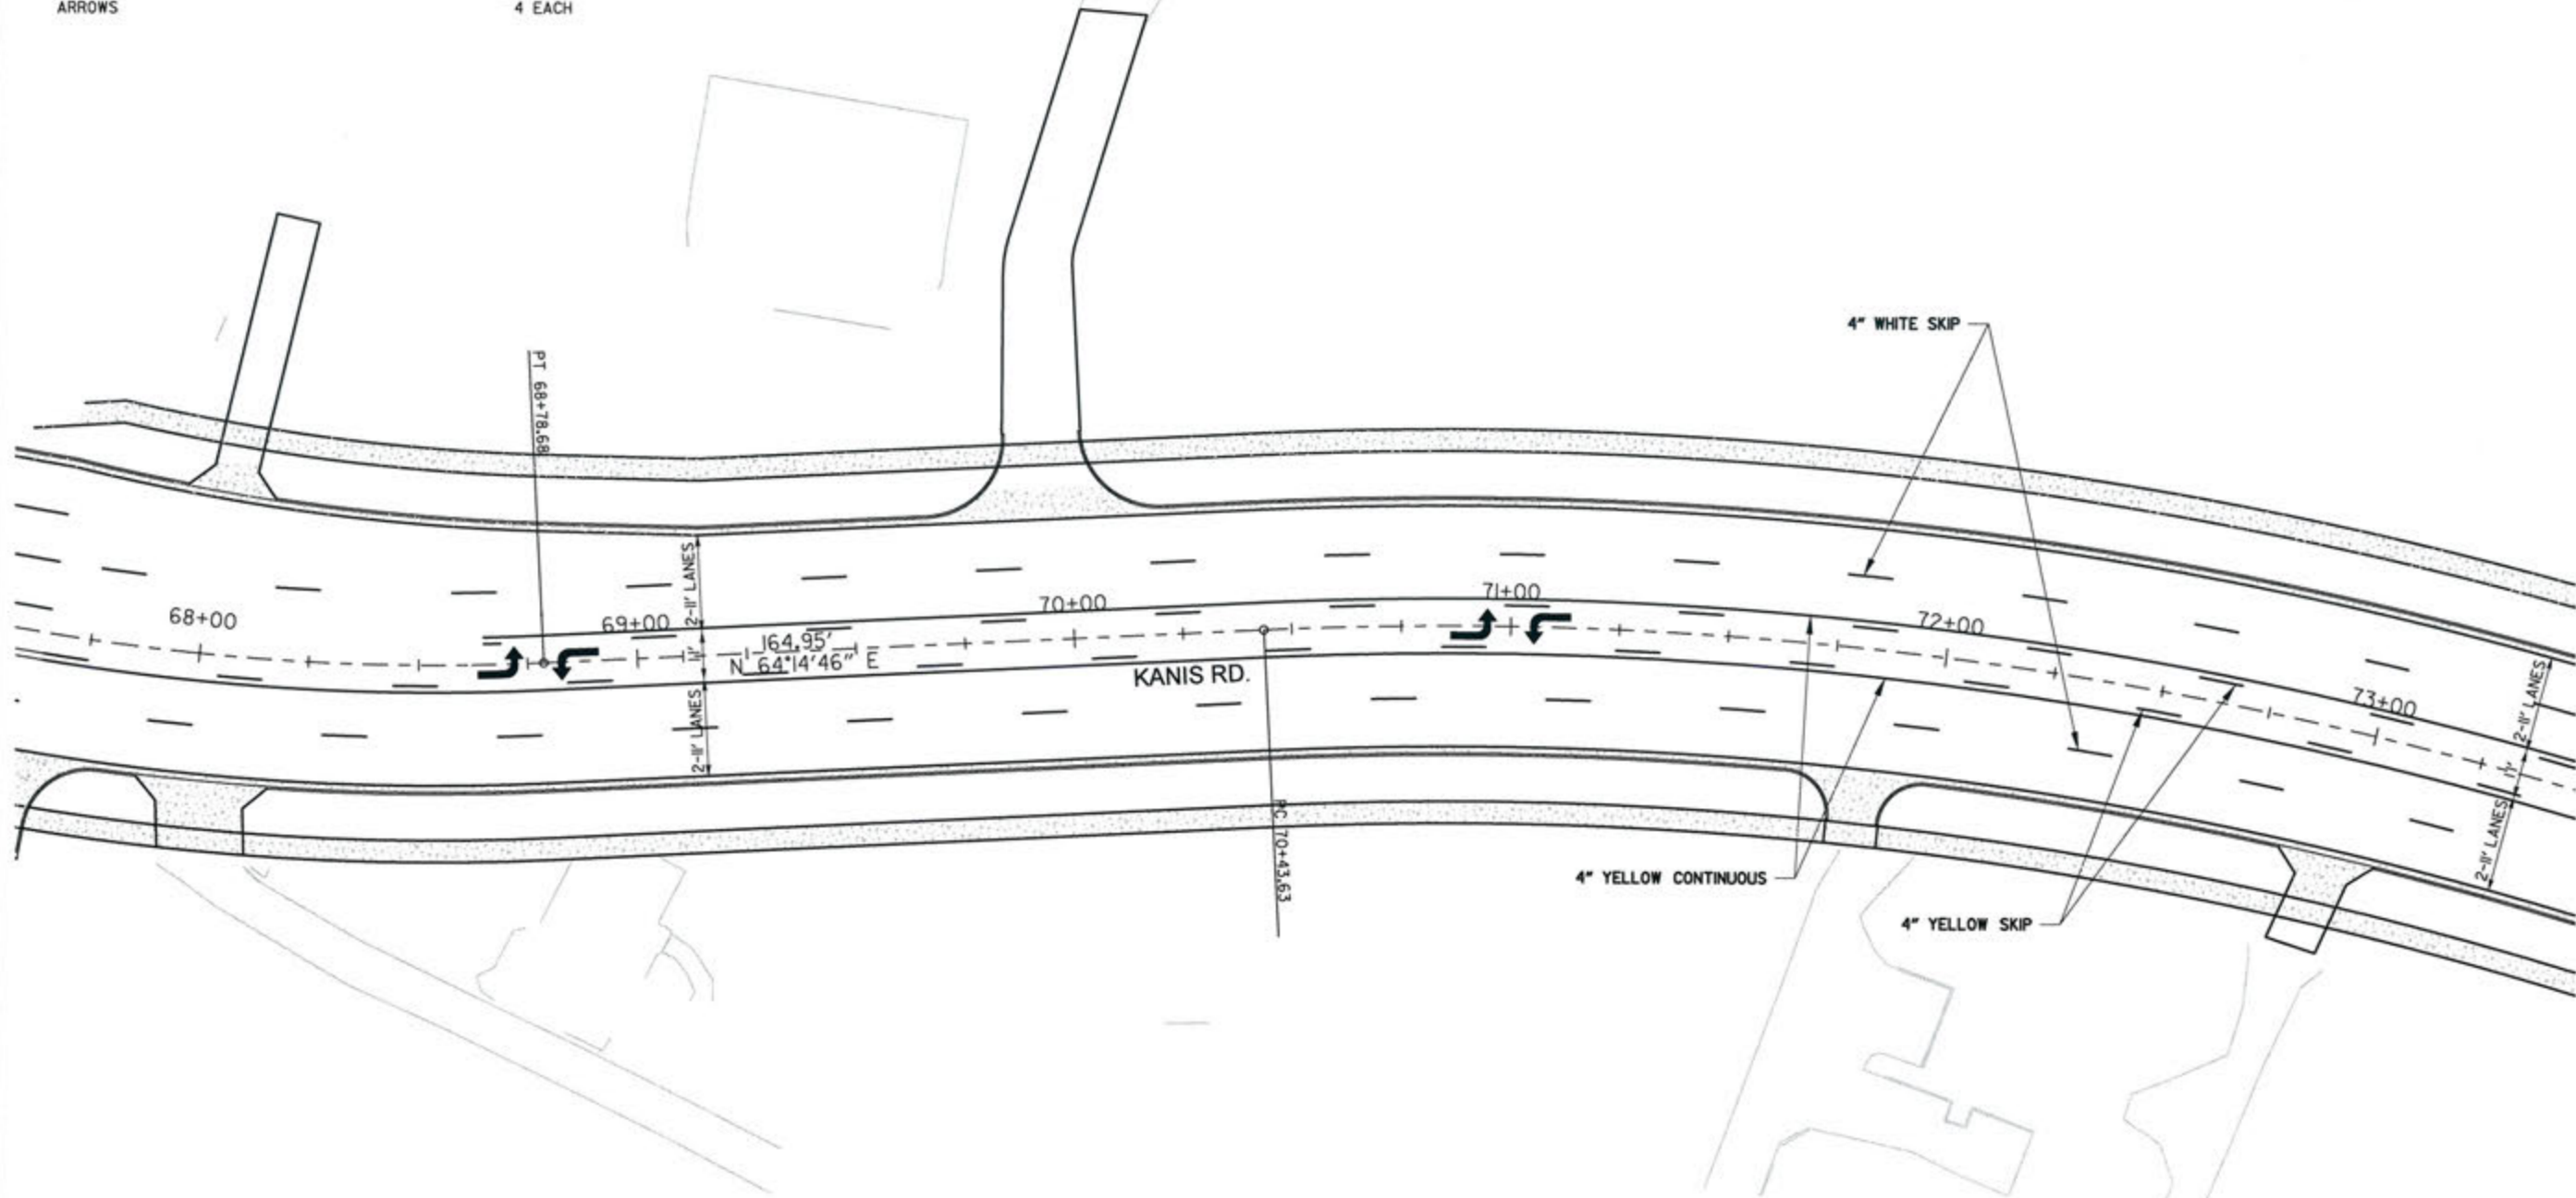 ARROWS 4 EACH
4" WHITE SKIP
PT 68+78.68
68+00
69+00
70+00
71+00
72+00
73+00
2-11' LANES
11'
2-11' LANES
164.95'
N 64°14'46" E
KANIS RD.
2-11' LANES
11'
2-11' LANES
PC 70+43.63
4" YELLOW CONTINUOUS
4" YELLOW SKIP